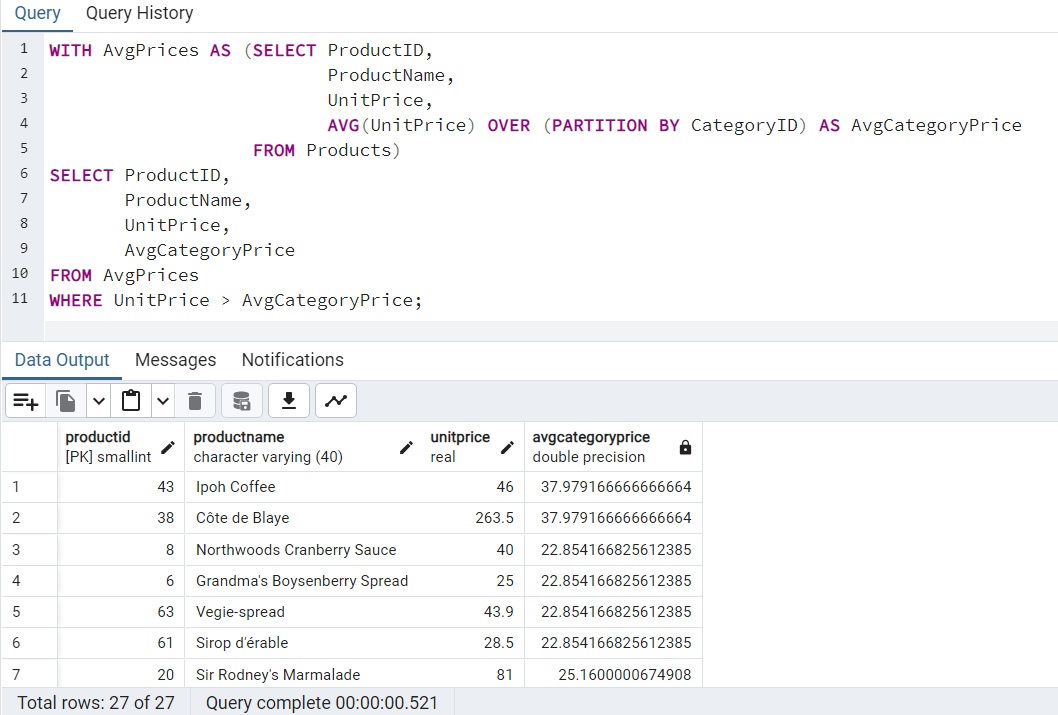 Query Query History
1 WITH AvgPrices AS (SELECT ProductID,
2 ProductName,
3 UnitPrice,
4 AVG(UnitPrice) OVER (PARTITION BY CategoryID) AS AvgCategoryPrice
5 FROM Products)
6 SELECT ProductID,
7 ProductName,
8 UnitPrice,
9 AvgCategoryPrice
10 FROM AvgPrices
11 WHERE UnitPrice > AvgCategoryPrice;
Data Output Messages Notifications
productid productname unitprice avgcategoryprice
[PK] smallint character varying (40) real double precision
1 43 Ipoh Coffee 46 37.979166666666664
2 38 Côte de Blaye 263.5 37.979166666666664
3 8 Northwoods Cranberry Sauce 40 22.854166825612385
4 6 Grandma's Boysenberry Spread 25 22.854166825612385
5 63 Vegie-spread 43.9 22.854166825612385
6 61 Sirop d'érable 28.5 22.854166825612385
7 20 Sir Rodney's Marmalade 81 25.1600000674908
Total rows: 27 of 27 Query complete 00:00:00.521